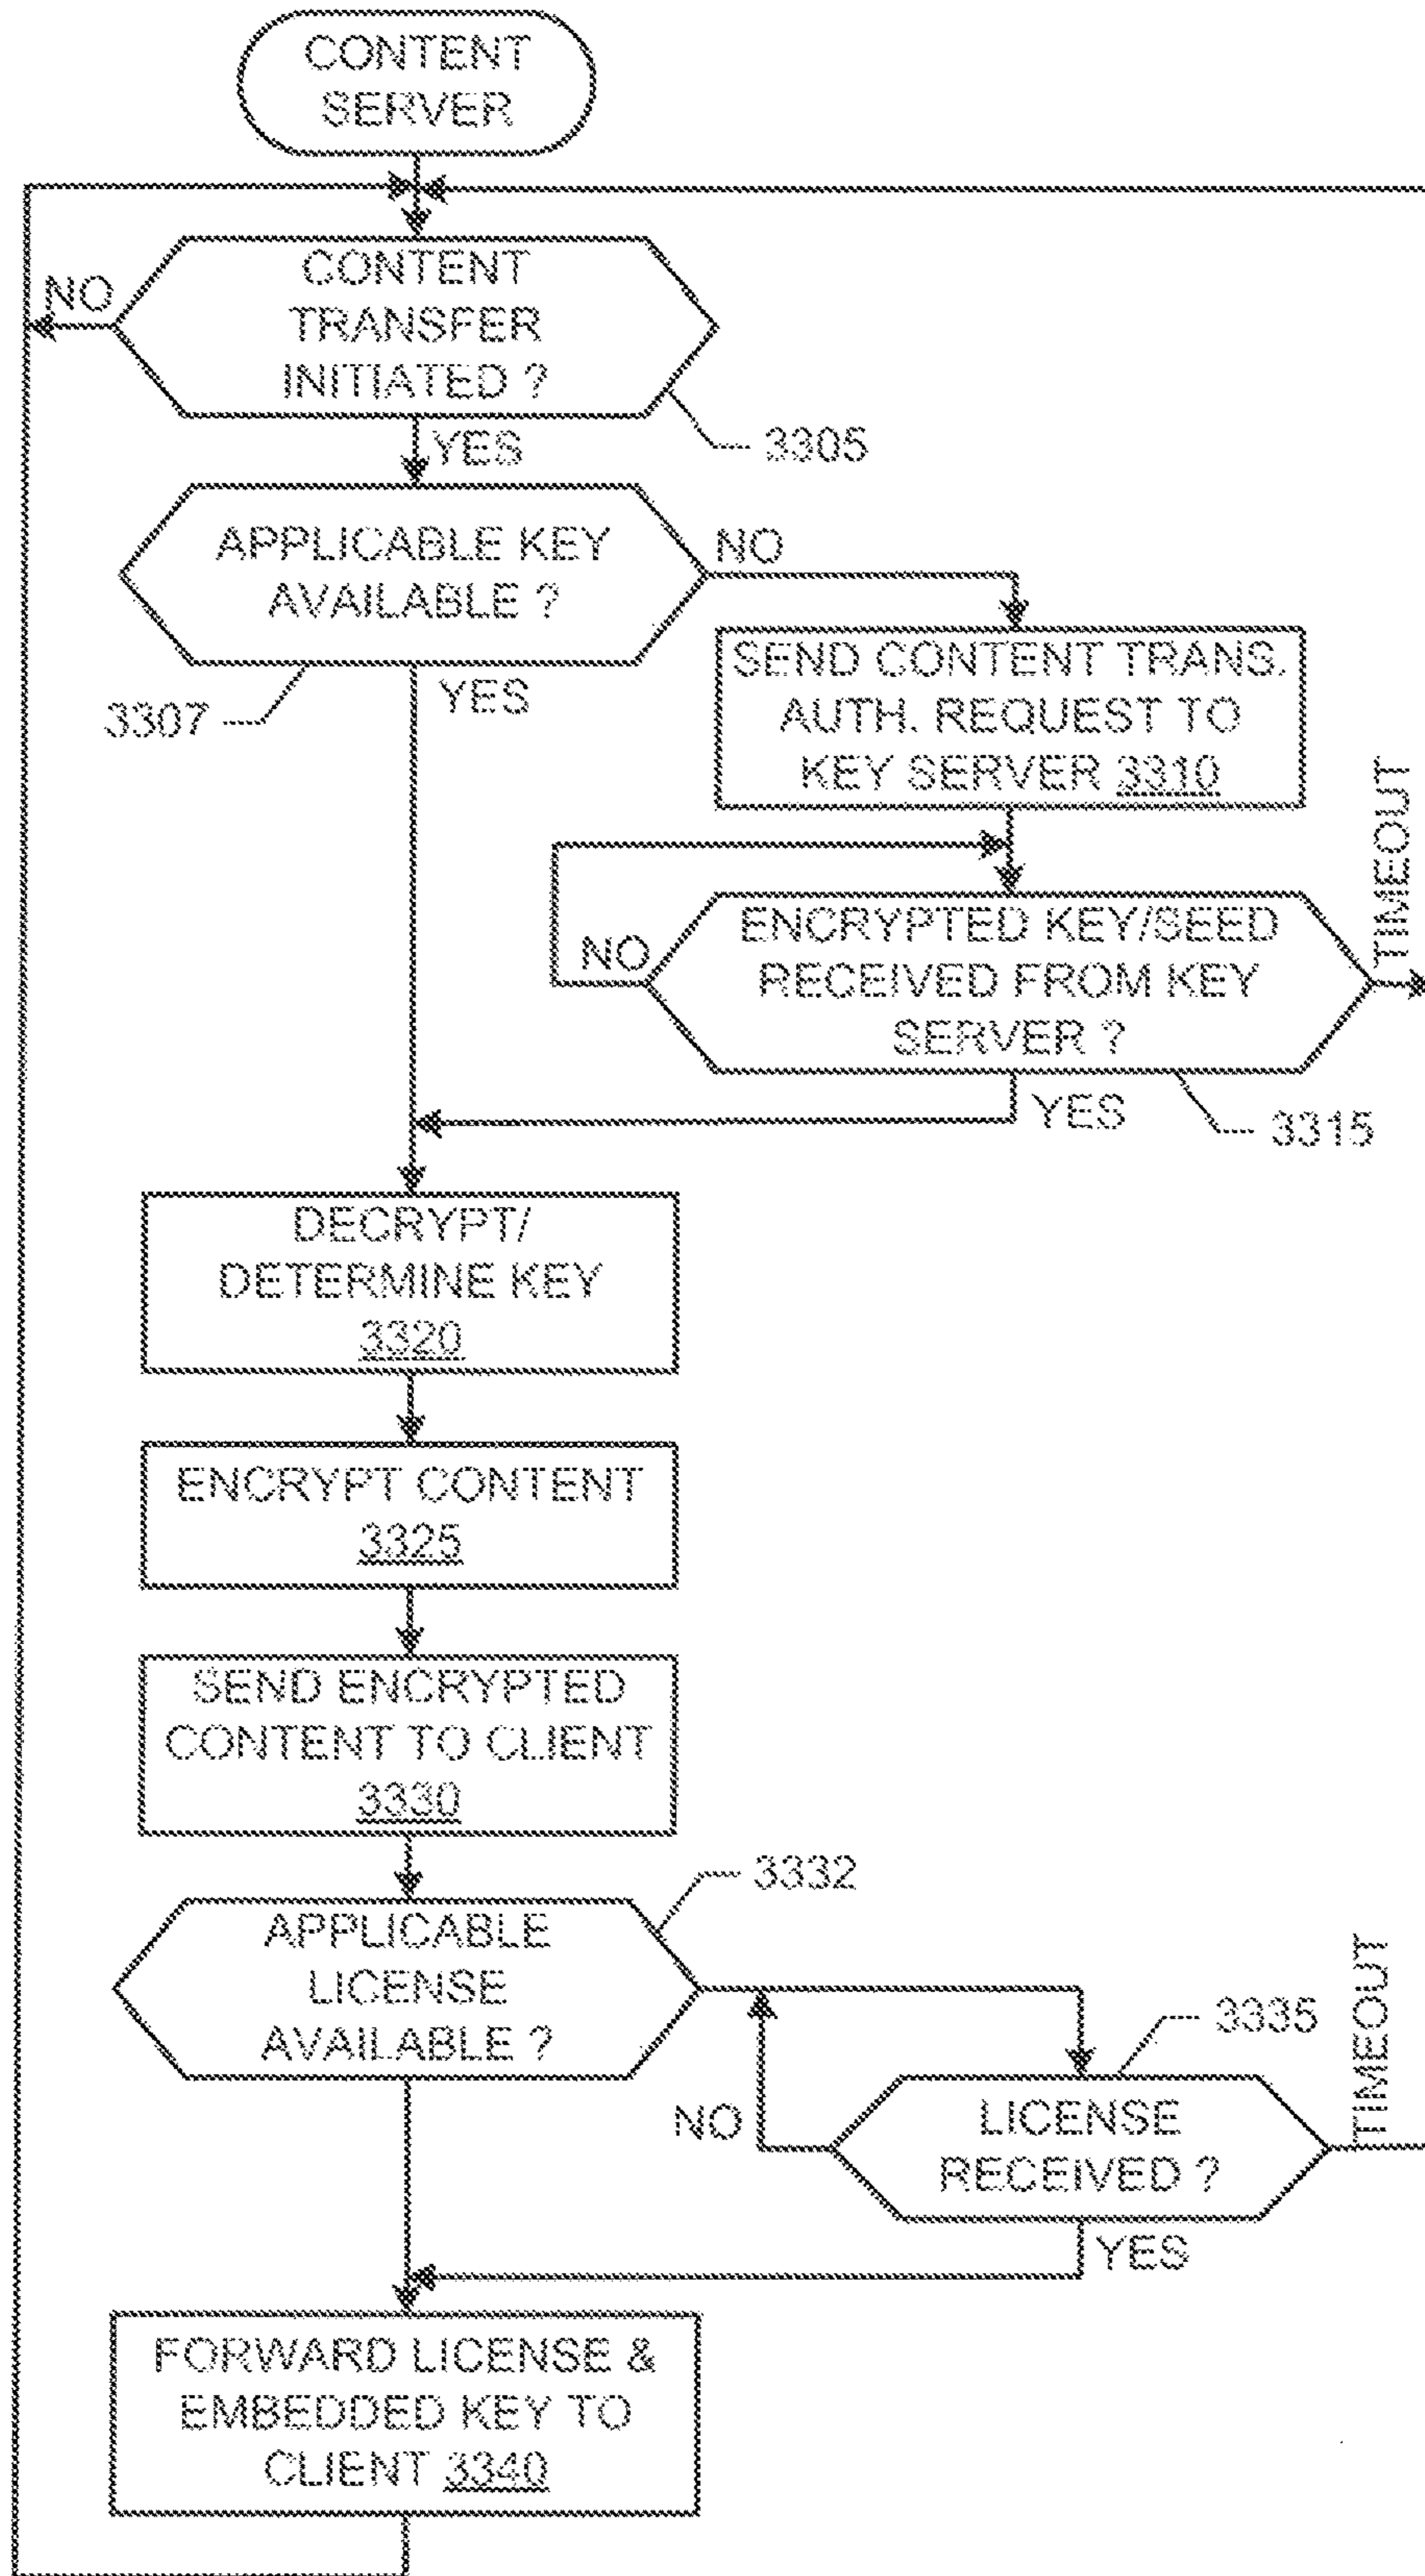 CONTENT
SERVER
CONTENT
TRANSFER
INITIATED ?
NO
YES
3305
APPLICABLE KEY
AVAILABLE ?
NO
YES
3307
SEND CONTENT TRANS.
AUTH. REQUEST TO
KEY SERVER 3310
ENCRYPTED KEY/SEED
RECEIVED FROM KEY
SERVER ?
NO
TIMEOUT
YES
3315
DECRYPT/
DETERMINE KEY
3320
ENCRYPT CONTENT
3325
SEND ENCRYPTED
CONTENT TO CLIENT
3330
3332
APPLICABLE
LICENSE
AVAILABLE ?
3335
LICENSE
RECEIVED ?
NO
TIMEOUT
YES
FORWARD LICENSE &
EMBEDDED KEY TO
CLIENT 3340